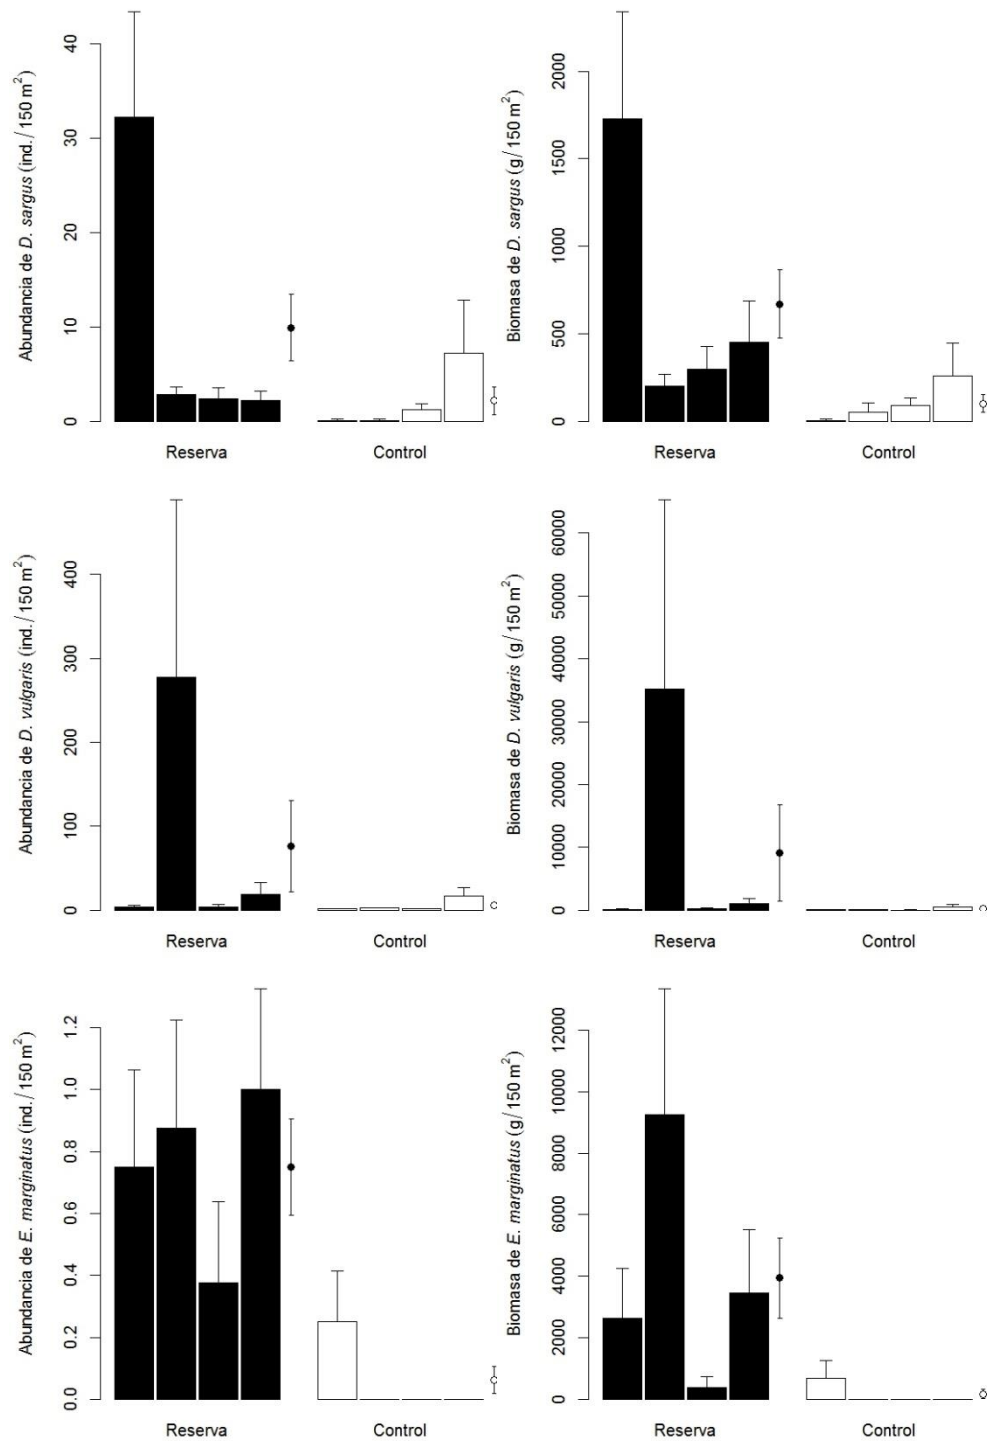 Abundancia de D. sargus (ind./150 m²)
40
30
20
10
0
Reserva
Control
Biomasa de D. sargus (g/150 m²)
2000
1500
1000
500
0
Reserva
Control
Abundancia de D. vulgaris (ind./150 m²)
400
300
200
100
0
Reserva
Control
Biomasa de D. vulgaris (g/150 m²)
60000
50000
40000
30000
20000
10000
0
Reserva
Control
Abundancia de E. marginatus (ind./150 m²)
1.2
1.0
0.8
0.6
0.4
0.2
0.0
Reserva
Control
Biomasa de E. marginatus (g/150 m²)
12000
10000
8000
6000
4000
2000
0
Reserva
Control